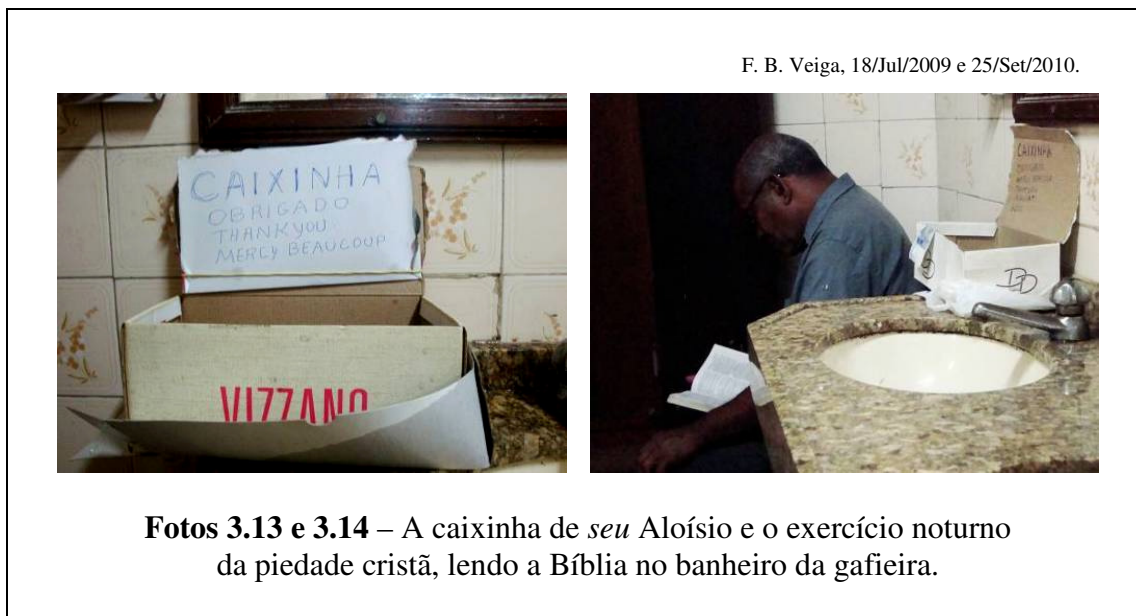 F. B. Veiga, 18/Jul/2009 e 25/Set/2010.
CAIXINHA
OBRIGADO
THANK YOU
MERCY BEAUCOUP
VIZZANO
CAIXINHA
OBRIGADO
Fotos 3.13 e 3.14 – A caixinha de seu Aloísio e o exercício noturno
da piedade cristã, lendo a Bíblia no banheiro da gafieira.